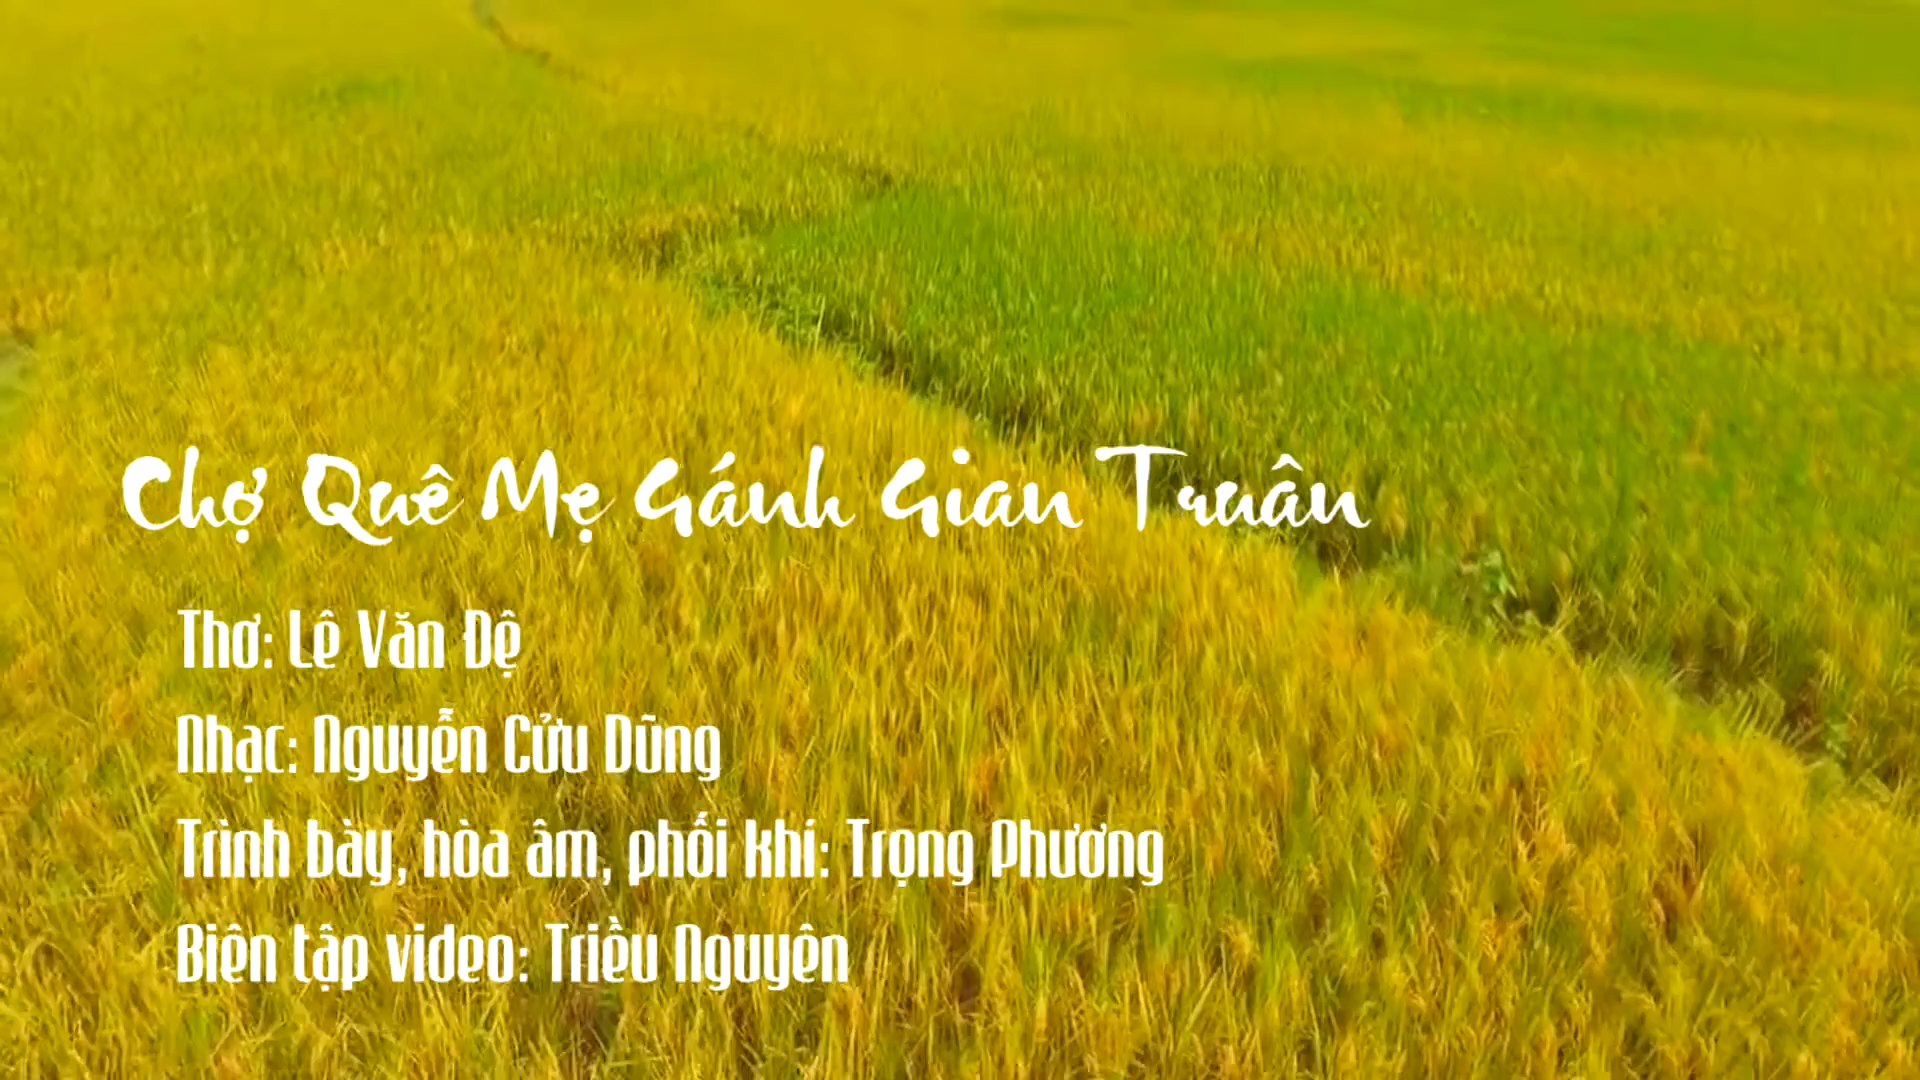 Chợ Quê Mẹ Gánh Gian Truân
Thơ: Lê Văn Đệ
Nhạc: Nguyễn Cửu Dũng
Trình bày, hòa âm, phối khí: Trọng Phương
Biên tập video: Triều Nguyên